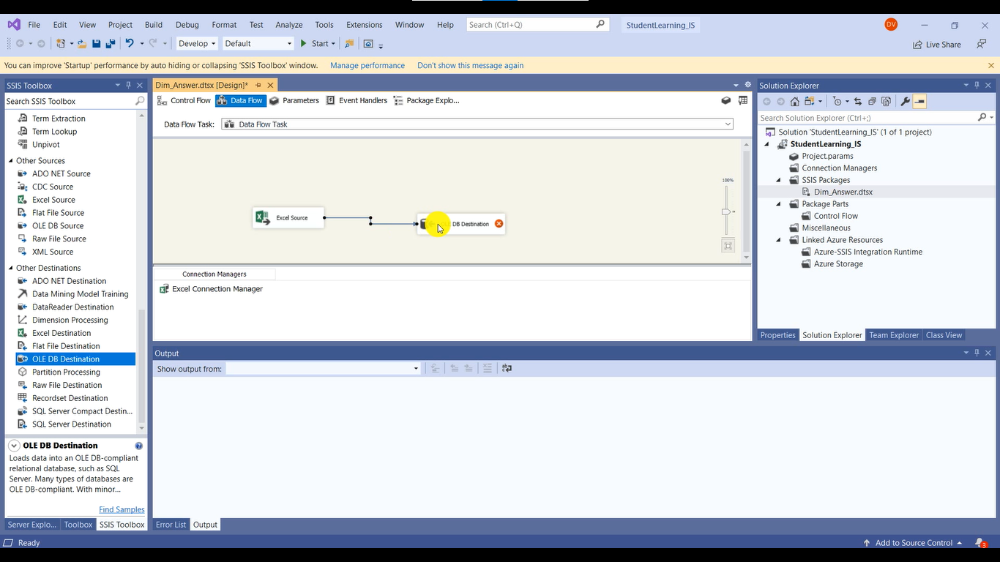 File Edit View Project Build Debug Format Test Analyze Tools Extensions Window Help Search (Ctrl+Q) StudentLearning_IS DV
Develop Default Start Live Share
You can improve 'Startup' performance by auto hiding or collapsing 'SSIS Toolbox' window. Manage performance Don't show this message again
SSIS Toolbox
Search SSIS Toolbox
Term Extraction
Term Lookup
Unpivot
Other Sources
ADO NET Source
CDC Source
Excel Source
Flat File Source
OLE DB Source
Raw File Source
XML Source
Other Destinations
ADO NET Destination
Data Mining Model Training
DataReader Destination
Dimension Processing
Excel Destination
Flat File Destination
OLE DB Destination
Partition Processing
Raw File Destination
Recordset Destination
SQL Server Compact Destin...
SQL Server Destination
OLE DB Destination
Loads data into an OLE DB-compliant
relational database, such as SQL
Server. Many types of databases are
OLE DB-compliant. With minor...
Find Samples
Server Explo... Toolbox SSIS Toolbox
Dim_Answer.dtsx [Design]*
Control Flow Data Flow Parameters Event Handlers Package Explo...
Data Flow Task: Data Flow Task
100%
Excel Source
DB Destination
Connection Managers
Excel Connection Manager
Output
Show output from:
Error List Output
Solution Explorer
Search Solution Explorer (Ctrl+;)
Solution 'StudentLearning_IS' (1 of 1 project)
StudentLearning_IS
Project.params
Connection Managers
SSIS Packages
Dim_Answer.dtsx
Package Parts
Control Flow
Miscellaneous
Linked Azure Resources
Azure-SSIS Integration Runtime
Azure Storage
Properties Solution Explorer Team Explorer Class View
Ready Add to Source Control 3